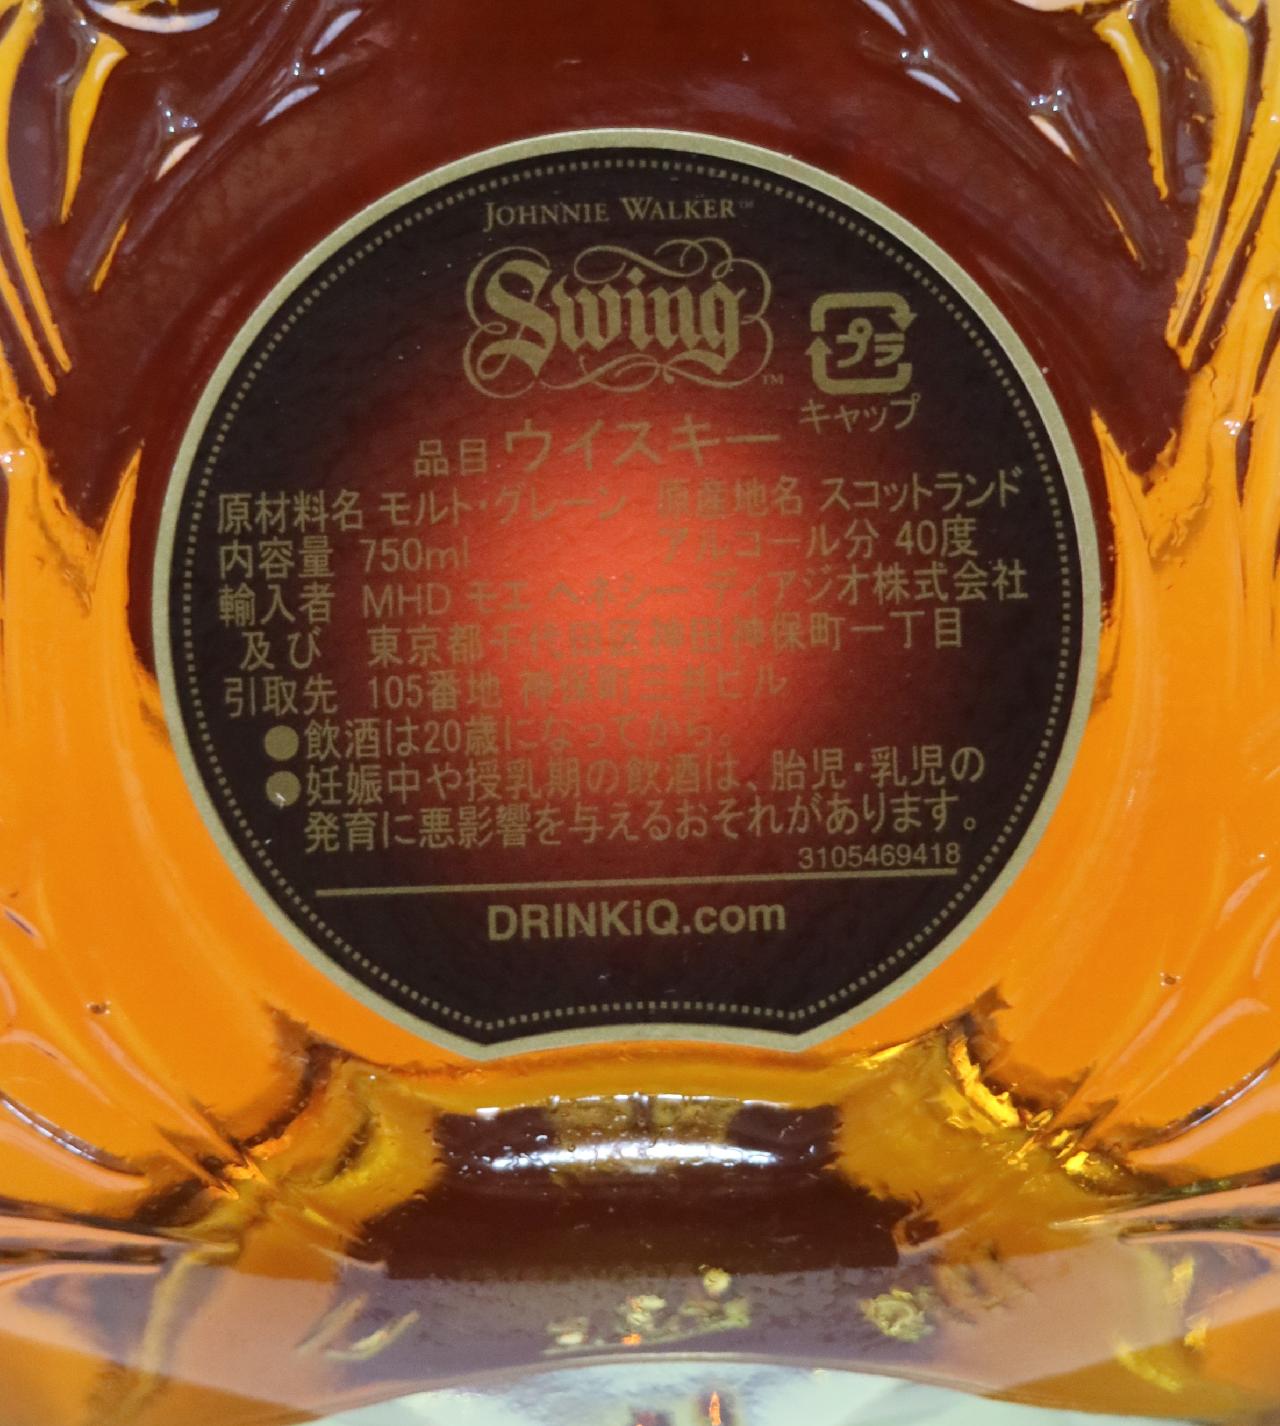 JOHNNIE WALKER™
Swing™
プラ
キャップ
品目 ウイスキー
原材料名 モルト・グレーン 原産地名 スコットランド
内容量 750ml アルコール分 40度
輸入者 MHD モエ ヘネシー ディアジオ株式会社
及び 東京都千代田区神田神保町一丁目
引取先 105番地 神保町三井ビル
●飲酒は20歳になってから。
●妊娠中や授乳期の飲酒は、胎児・乳児の
発育に悪影響を与えるおそれがあります。
3105469418
DRINKiQ.com